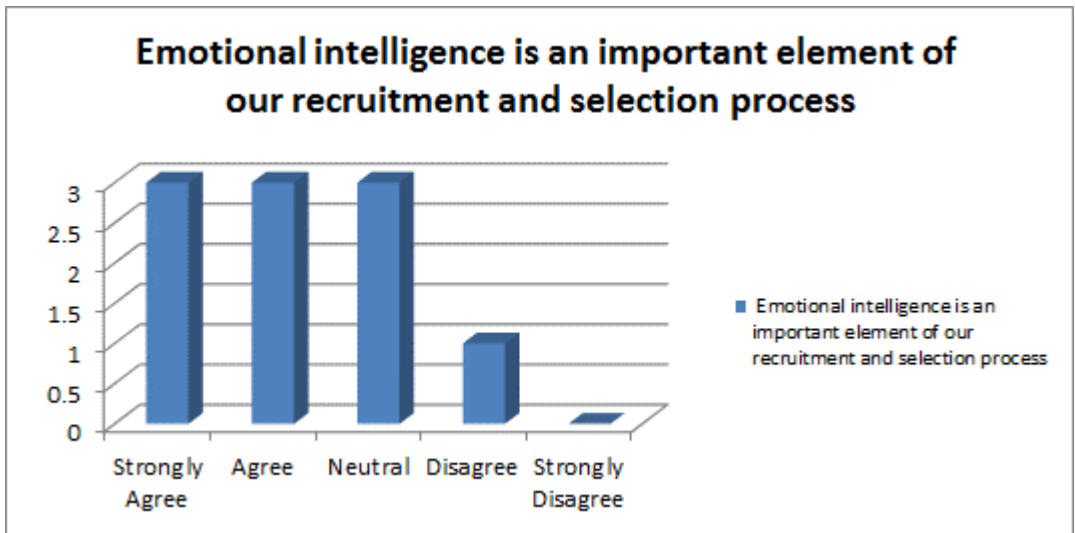 Emotional intelligence is an important element of
our recruitment and selection process
3
2.5
2
1.5
1
0.5
0
Strongly Agree
Agree
Neutral
Disagree
Strongly Disagree
Emotional intelligence is an
important element of our
recruitment and selection process